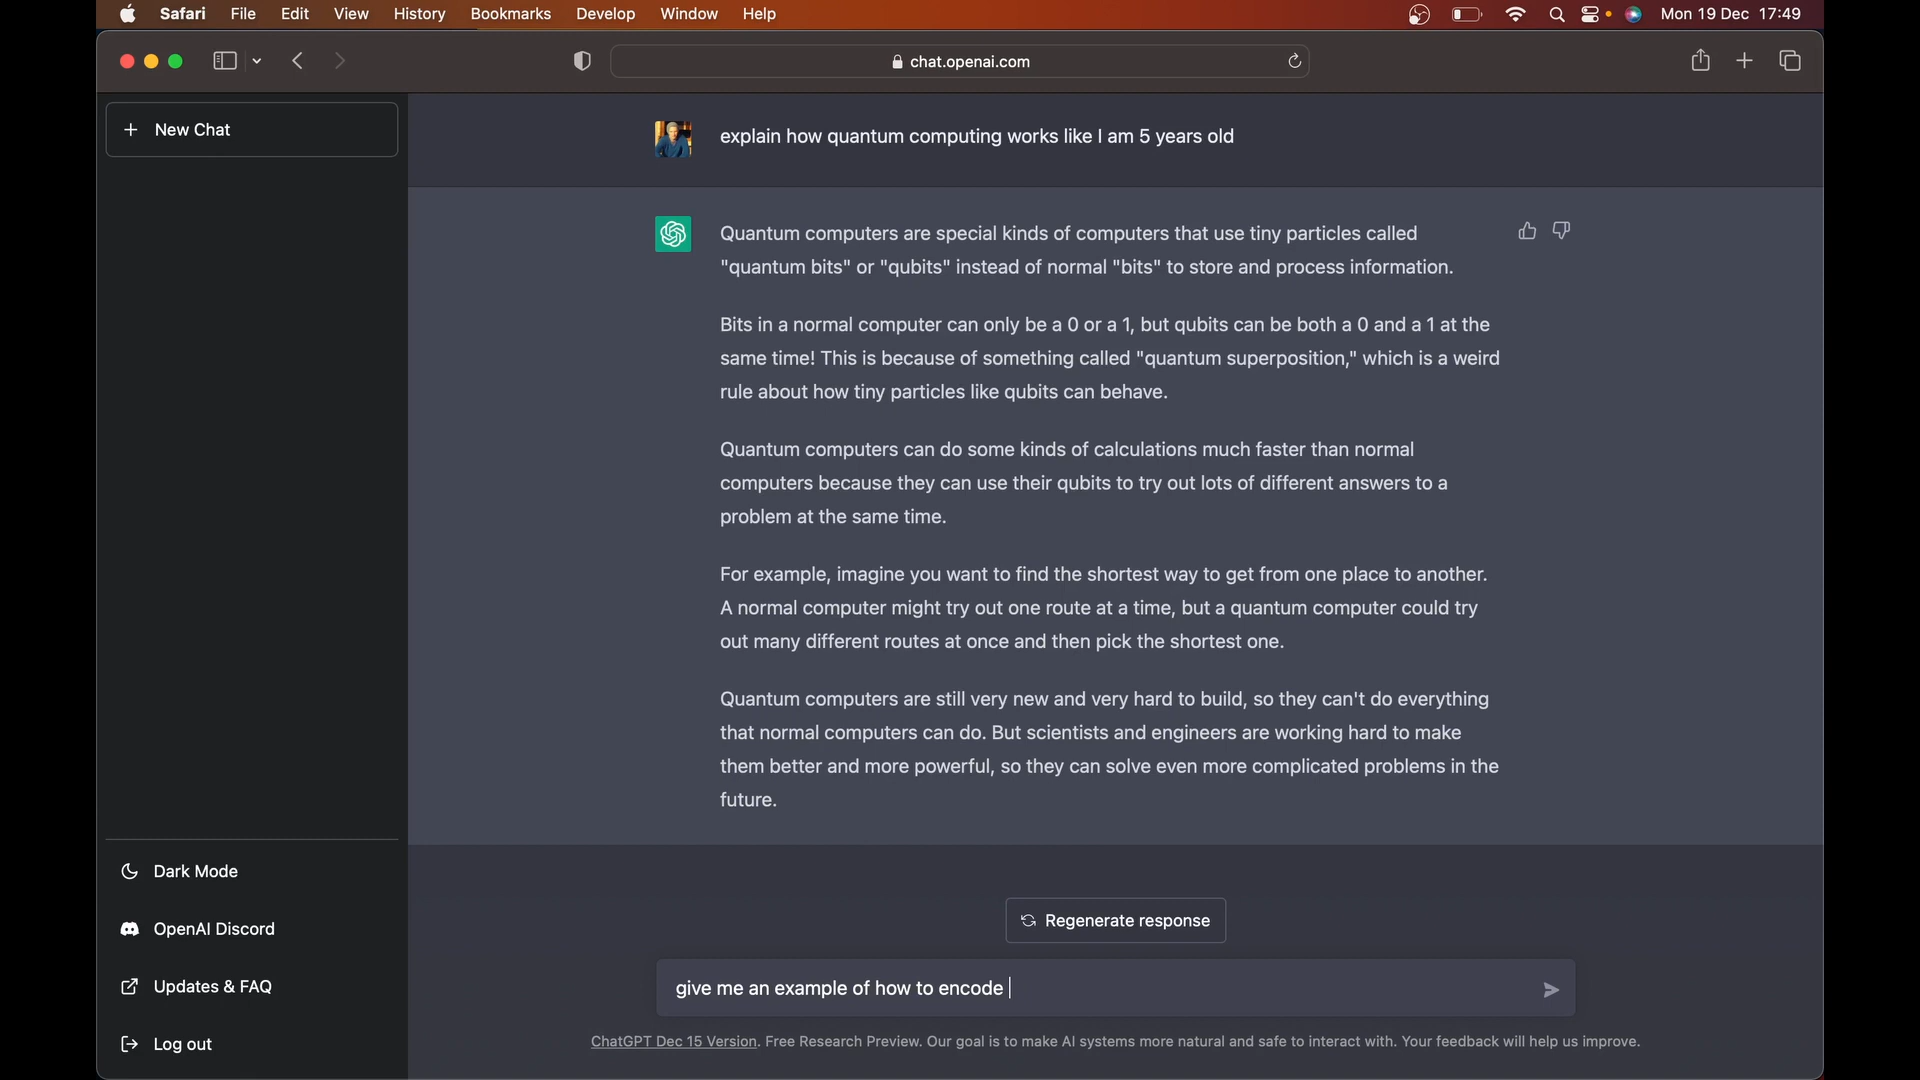 Safari File Edit View History Bookmarks Develop Window Help Mon 19 Dec 17:49
chat.openai.com
New Chat
explain how quantum computing works like I am 5 years old
Quantum computers are special kinds of computers that use tiny particles called
"quantum bits" or "qubits" instead of normal "bits" to store and process information.
Bits in a normal computer can only be a 0 or a 1, but qubits can be both a 0 and a 1 at the
same time! This is because of something called "quantum superposition," which is a weird
rule about how tiny particles like qubits can behave.
Quantum computers can do some kinds of calculations much faster than normal
computers because they can use their qubits to try out lots of different answers to a
problem at the same time.
For example, imagine you want to find the shortest way to get from one place to another.
A normal computer might try out one route at a time, but a quantum computer could try
out many different routes at once and then pick the shortest one.
Quantum computers are still very new and very hard to build, so they can't do everything
that normal computers can do. But scientists and engineers are working hard to make
them better and more powerful, so they can solve even more complicated problems in the
future.
Dark Mode
OpenAI Discord
Updates & FAQ
Log out
Regenerate response
give me an example of how to encode
ChatGPT Dec 15 Version. Free Research Preview. Our goal is to make AI systems more natural and safe to interact with. Your feedback will help us improve.